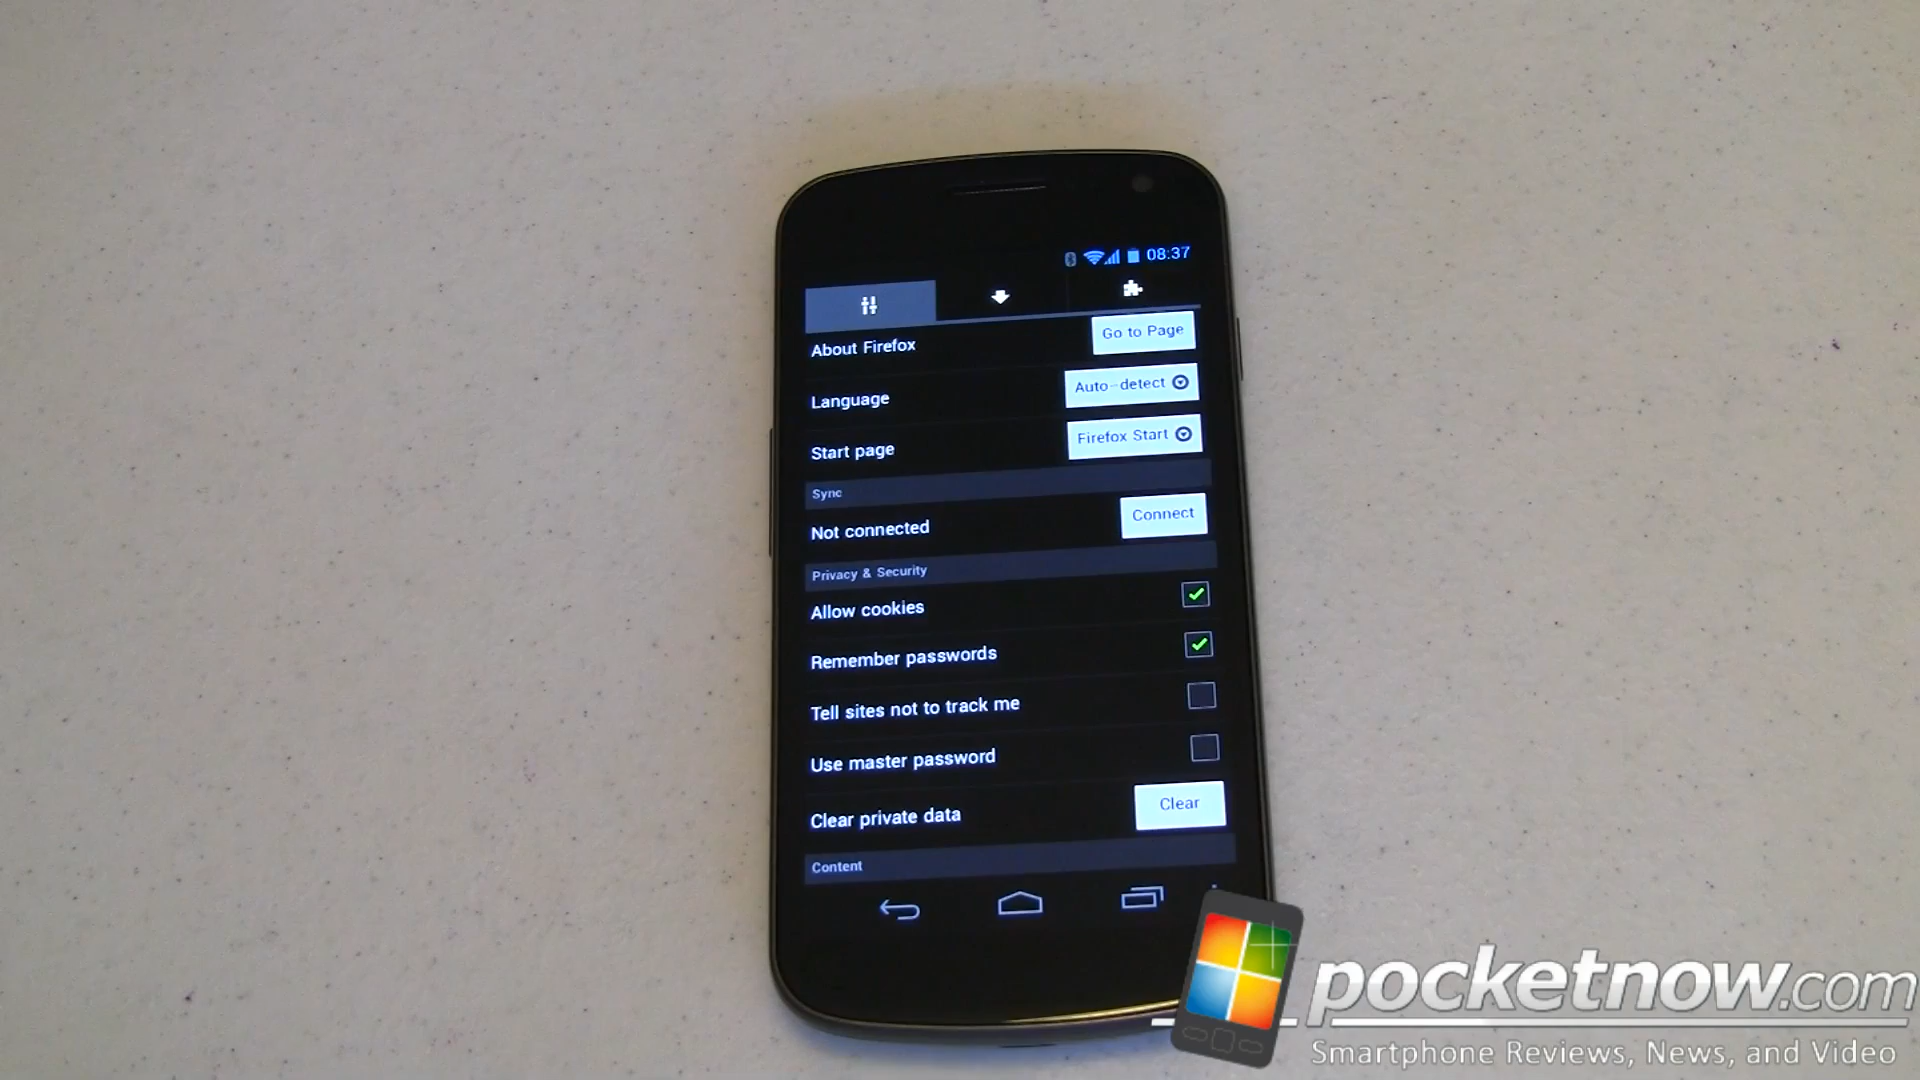 08:37
About Firefox
Go to Page
Language
Auto-detect
Start page
Firefox Start
Sync
Not connected
Connect
Privacy & Security
Allow cookies
Remember passwords
Tell sites not to track me
Use master password
Clear private data
Clear
Content
pocketnow.com
Smartphone Reviews, News, and Video